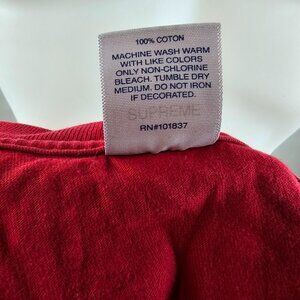 100% COTON
MACHINE WASH WARM
WITH LIKE COLORS
ONLY NON-CHLORINE
BLEACH. TUMBLE DRY
MEDIUM. DO NOT IRON
IF DECORATED.
SUPREME
RN#101837